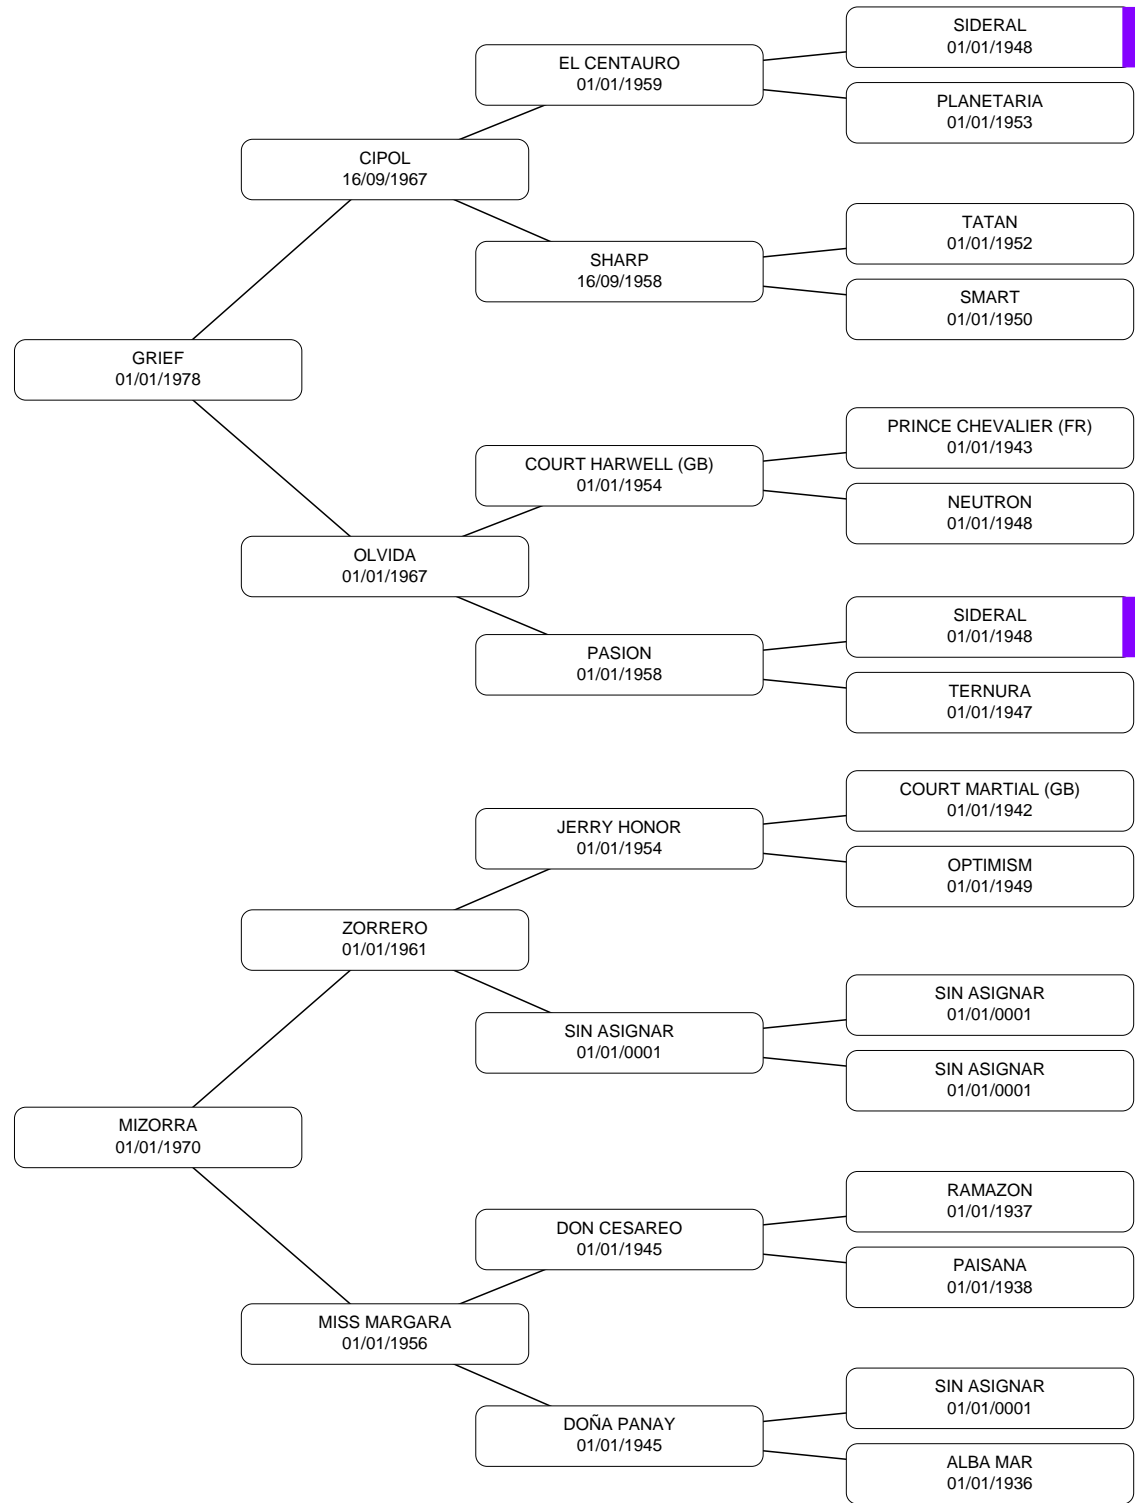 SIDERAL
01/01/1948
EL CENTAURO
01/01/1959
PLANETARIA
01/01/1953
CIPOL
16/09/1967
TATAN
01/01/1952
SHARP
16/09/1958
SMART
01/01/1950
GRIEF
01/01/1978
PRINCE CHEVALIER (FR)
01/01/1943
COURT HARWELL (GB)
01/01/1954
NEUTRON
01/01/1948
OLVIDA
01/01/1967
SIDERAL
01/01/1948
PASION
01/01/1958
TERNURA
01/01/1947
COURT MARTIAL (GB)
01/01/1942
JERRY HONOR
01/01/1954
OPTIMISM
01/01/1949
ZORRERO
01/01/1961
SIN ASIGNAR
01/01/0001
SIN ASIGNAR
01/01/0001
SIN ASIGNAR
01/01/0001
MIZORRA
01/01/1970
RAMAZON
01/01/1937
DON CESAREO
01/01/1945
PAISANA
01/01/1938
MISS MARGARA
01/01/1956
SIN ASIGNAR
01/01/0001
DOÑA PANAY
01/01/1945
ALBA MAR
01/01/1936